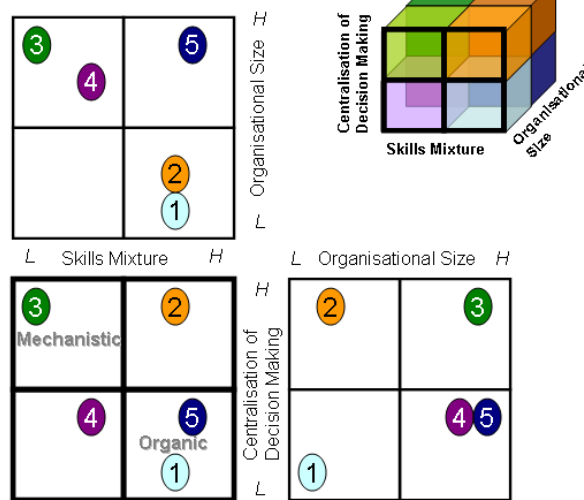 H
3
5
4
Organisational Size
2
1
L
L Skills Mixture H
Centralisation of
Decision Making
Skills Mixture
Organisational
Size
3
2
Mechanistic
4
5
Organic
1
H
Centralisation of
Decision Making
L
L Organisational Size H
2
3
4 5
1